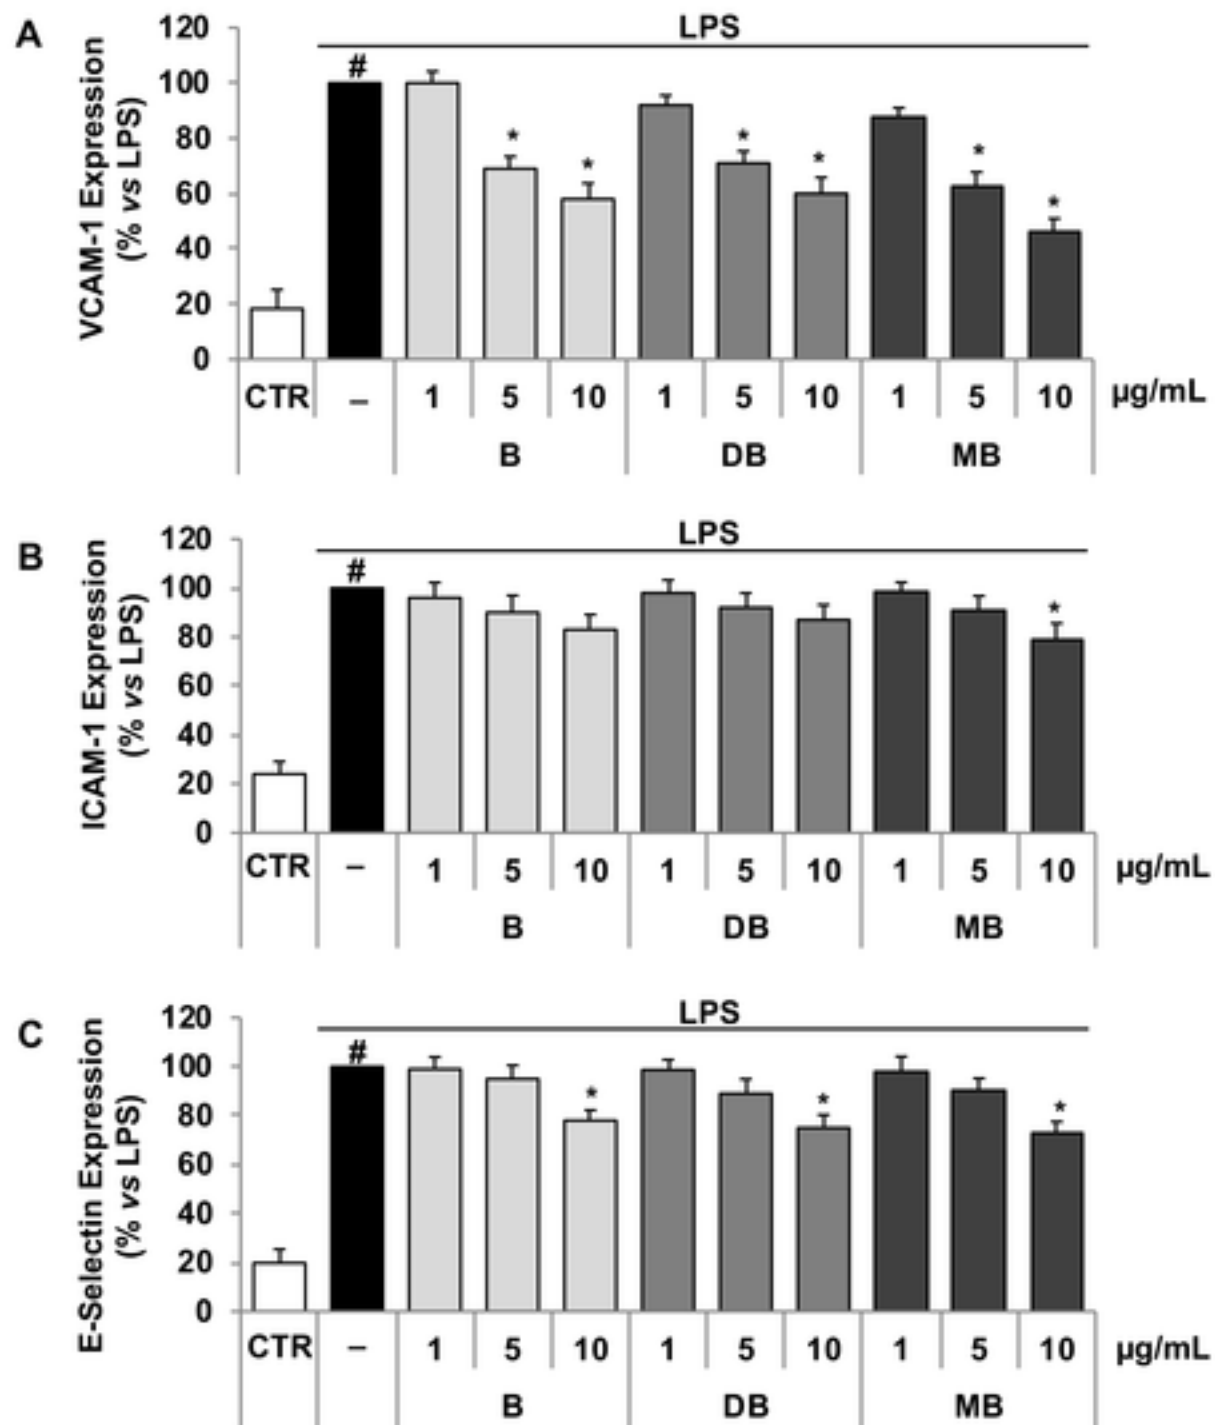 A
VCAM-1 Expression
(% vs LPS)
LPS
120
100
80
60
40
20
0
#
*
*
*
*
*
*
CTR – 1 5 10 1 5 10 1 5 10 µg/mL
B DB MB
B
ICAM-1 Expression
(% vs LPS)
LPS
120
100
80
60
40
20
0
#
*
CTR – 1 5 10 1 5 10 1 5 10 µg/mL
B DB MB
C
E-Selectin Expression
(% vs LPS)
LPS
120
100
80
60
40
20
0
#
*
*
*
CTR – 1 5 10 1 5 10 1 5 10 µg/mL
B DB MB